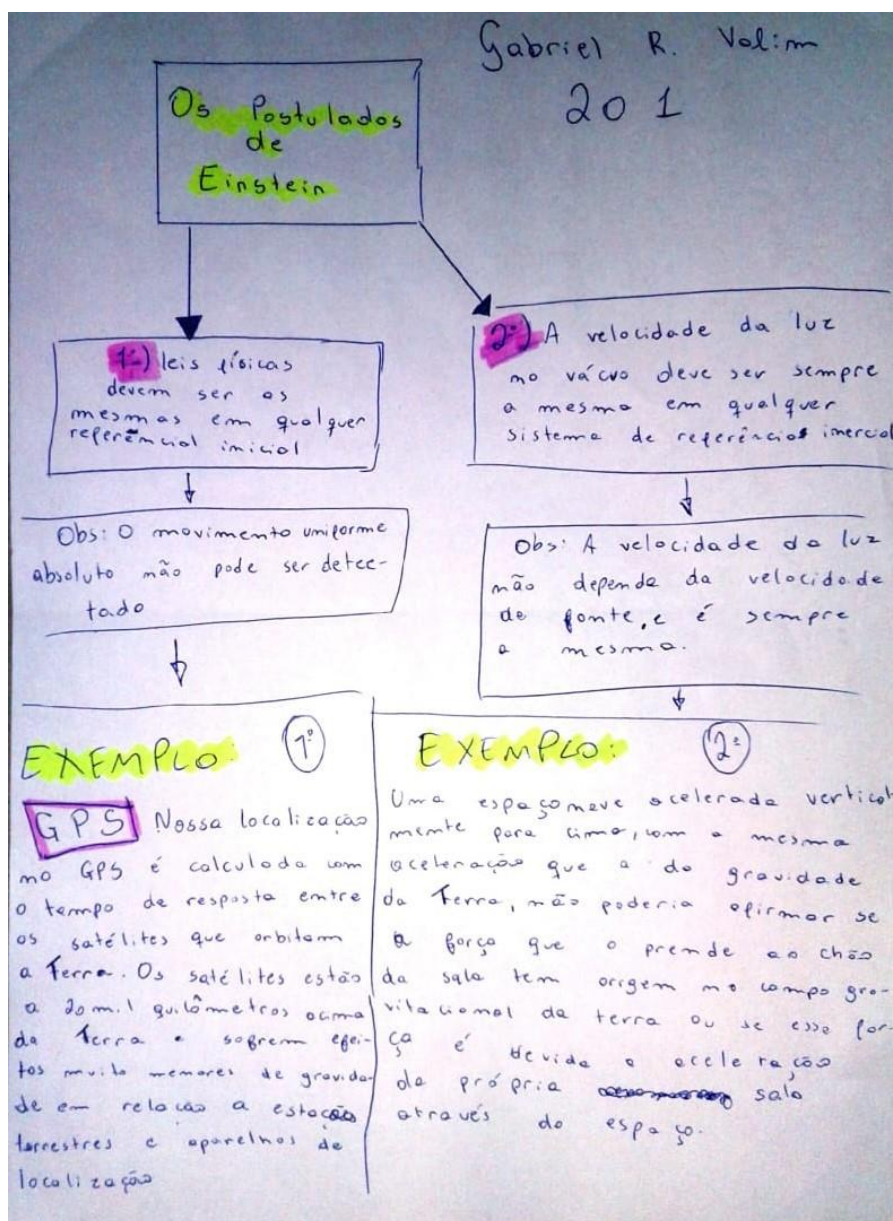 Gabriel R. Valim
201
Os Postulados
de
Einstein
1º) leis físicas
devem ser as
mesmas em qualquer
referêncial inicial
2º) A velocidade da luz
no vácuo deve ser sempre
a mesma em qualquer
sistema de referências inercial
Obs: O movimento uniforme
absoluto não pode ser detec-
tado
Obs: A velocidade da luz
não depende da velocidade
da fonte, e é sempre
a mesma.
EXEMPLO: 1º
GPS Nossa localização
no GPS é calculada com
o tempo de resposta entre
os satélites que orbitam
a Terra. Os satélites estão
a 20 mil quilômetros acima
da Terra e sofrem efei-
tos muito menores de gravida-
de em relação a estação
terrestres e aparelhos de
localização
EXEMPLO: 2º
Uma espaçonave acelerada vertical
mente para cima, com a mesma
aceleração que a da gravidade
da Terra, não poderia afirmar se
a força que o prende ao chão
da sala tem origem no campo gra-
vitacional da terra ou se essa for-
ça é devida a aceleração
da própria sala
através do espaço.